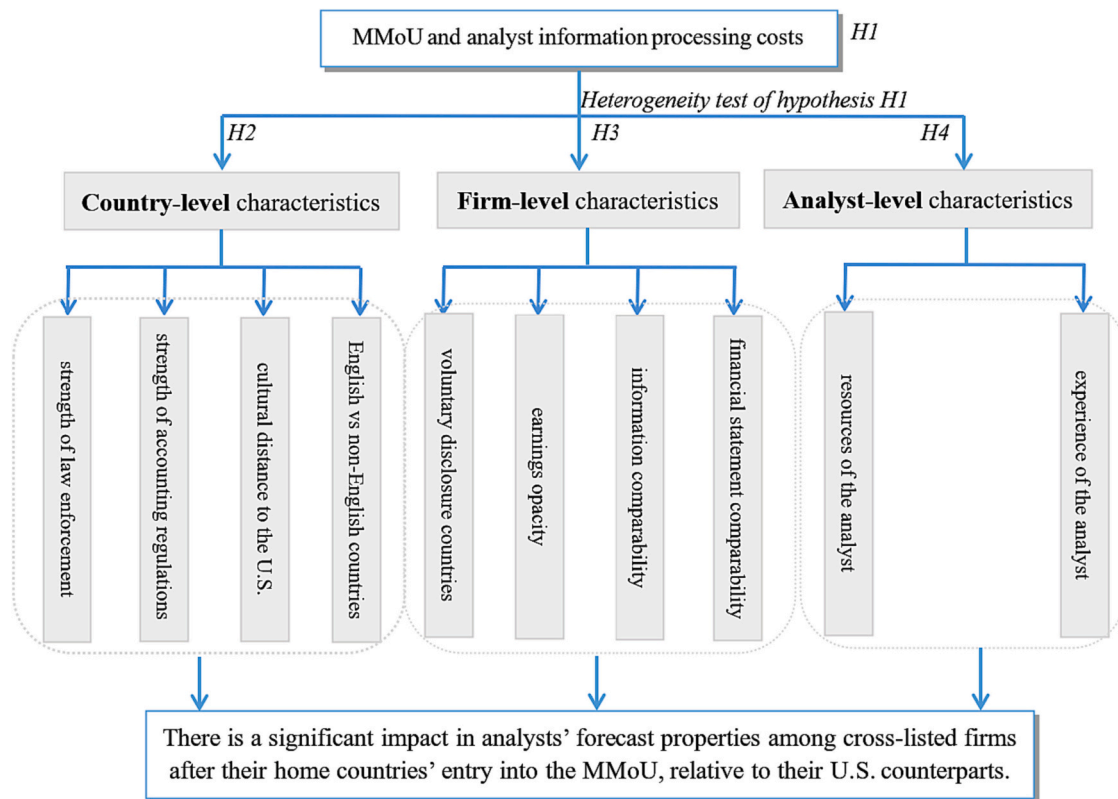 MMoU and analyst information processing costs
H1
Heterogeneity test of hypothesis H1
H2
H3
H4
Country-level characteristics
Firm-level characteristics
Analyst-level characteristics
strength of law enforcement
strength of accounting regulations
cultural distance to the U.S.
English vs non-English countries
voluntary disclosure countries
earnings opacity
information comparability
financial statement comparability
resources of the analyst
experience of the analyst
There is a significant impact in analysts’ forecast properties among cross-listed firms
after their home countries’ entry into the MMoU, relative to their U.S. counterparts.